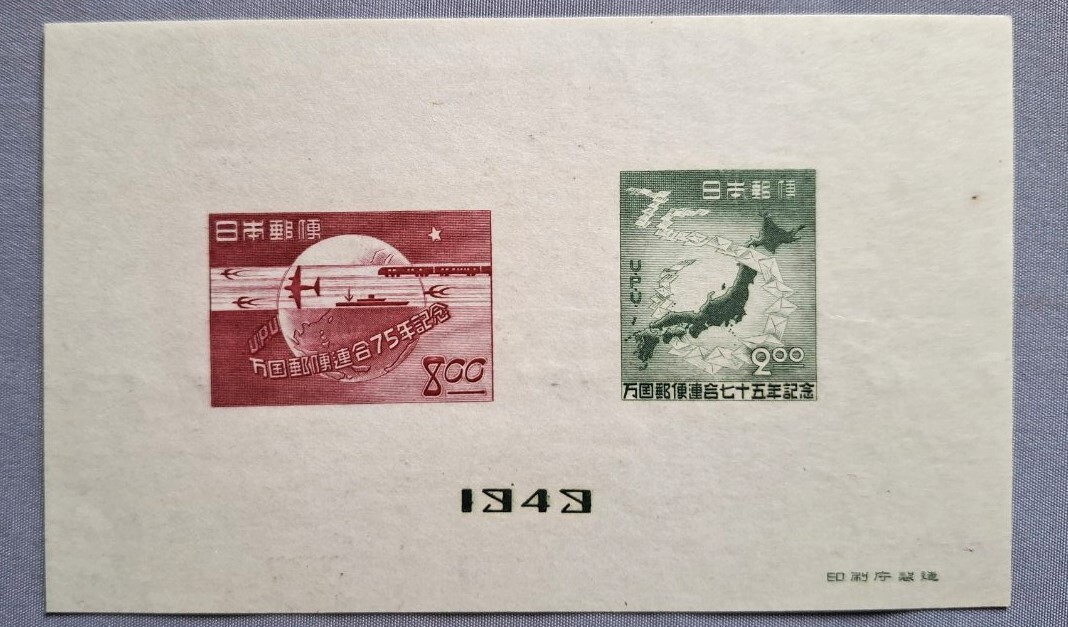 日本郵便
UPU
万国郵便連合75年記念
8.00
75
日本郵便
U.P.U.
2.00
万国郵便連合七十五年記念
1949
印刷庁製造